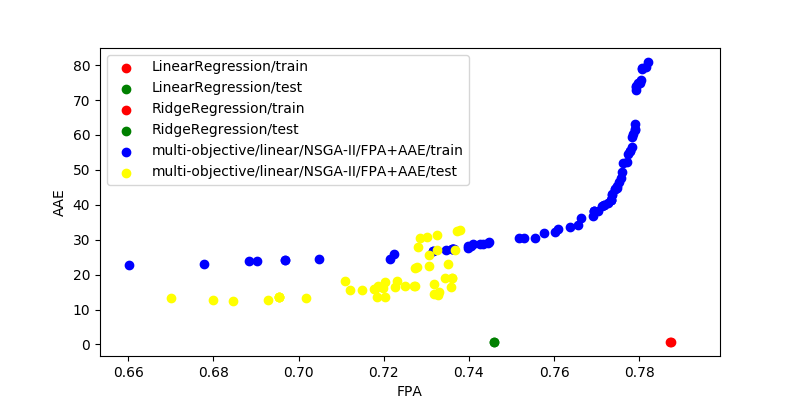 LinearRegression/train
LinearRegression/test
RidgeRegression/train
RidgeRegression/test
multi-objective/linear/NSGA-II/FPA+AAE/train
multi-objective/linear/NSGA-II/FPA+AAE/test
80
70
60
50
40
30
20
10
0
AAE
0.66 0.68 0.70 0.72 0.74 0.76 0.78
FPA